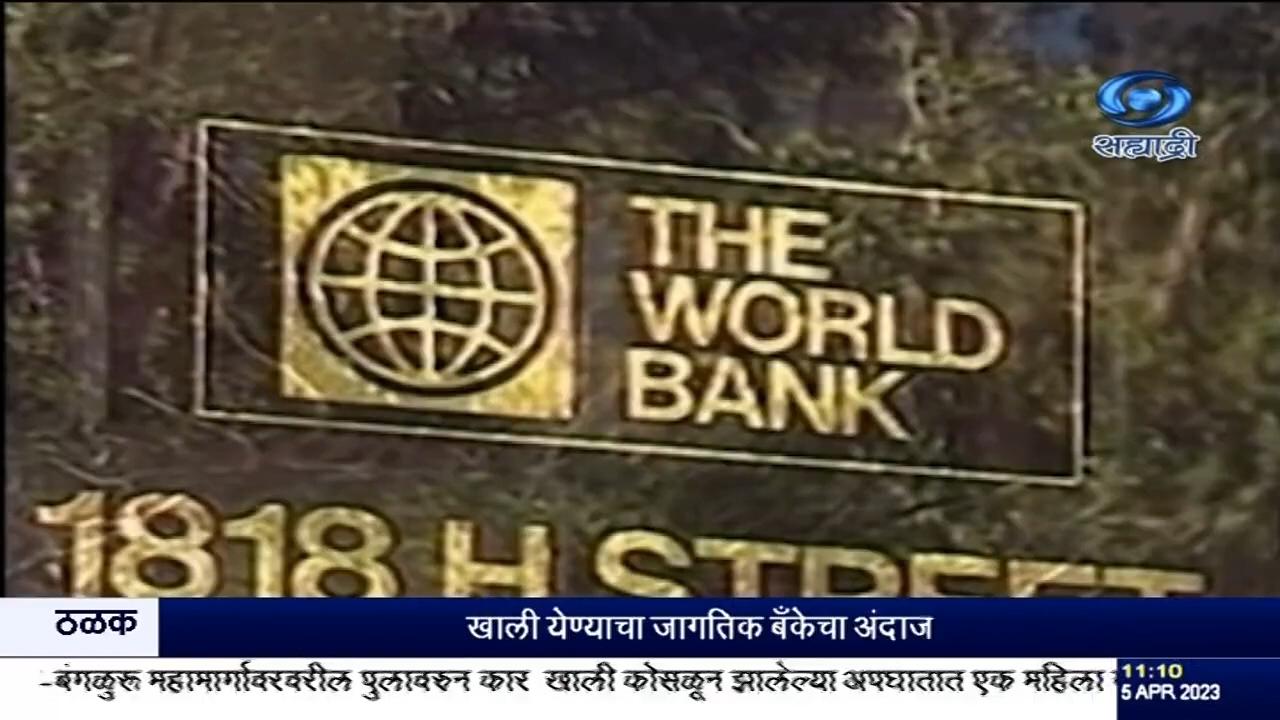 सह्याद्री
THE
WORLD
BANK
1818 H STREET
ठळक
खाली येण्याचा जागतिक बँकेचा अंदाज
-बंगळुरू महामार्गावरवरील पुलावरुन कार खाली कोसळून झालेल्या अपघातात एक महिला
11:10
5 APR 2023